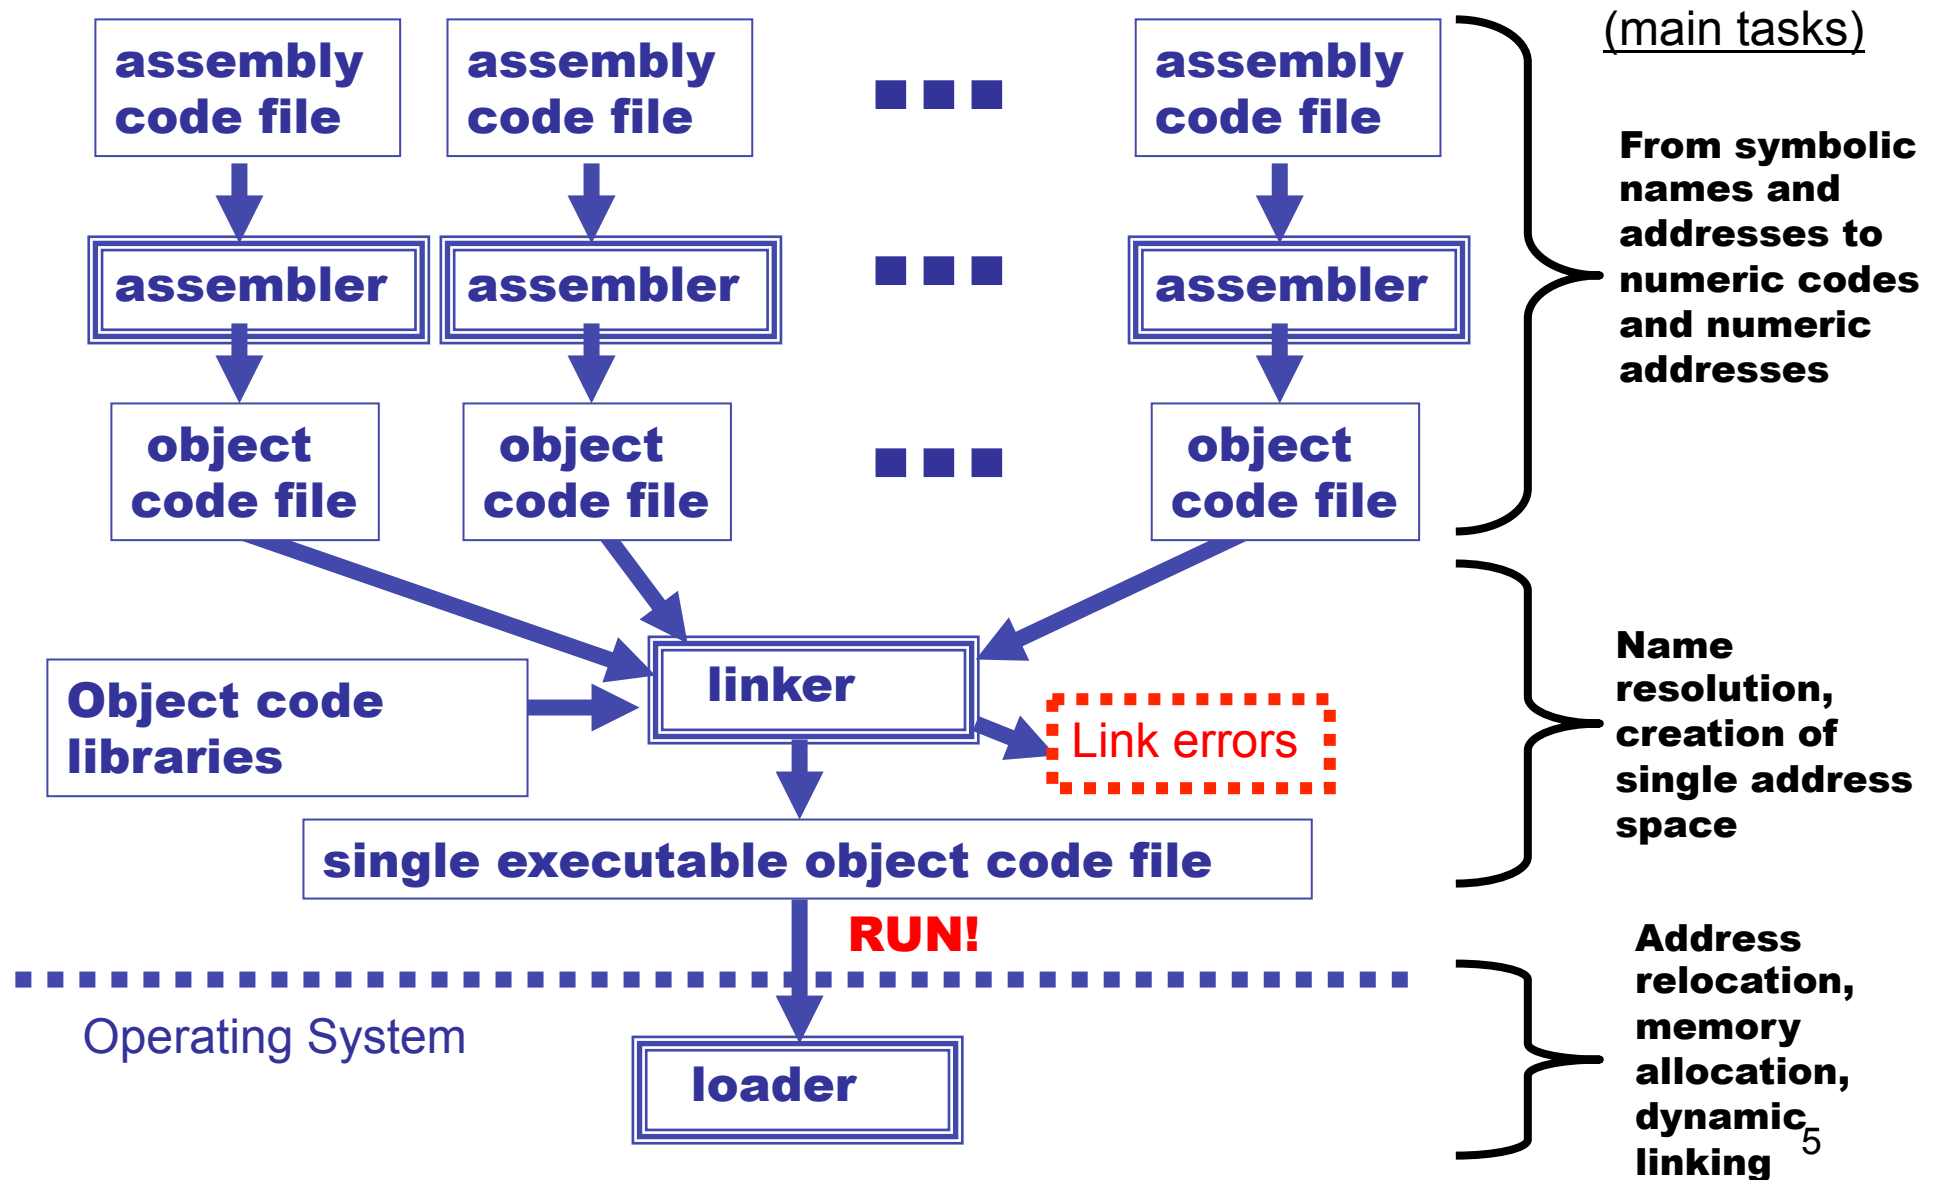 (main tasks)
assembly
code file
assembly
code file
assembly
code file
From symbolic
names and
addresses to
numeric codes
and numeric
addresses
assembler
assembler
assembler
object
code file
object
code file
object
code file
Object code
libraries
linker
Link errors
Name
resolution,
creation of
single address
space
single executable object code file
RUN!
Operating System
loader
Address
relocation,
memory
allocation,
dynamic
linking
5